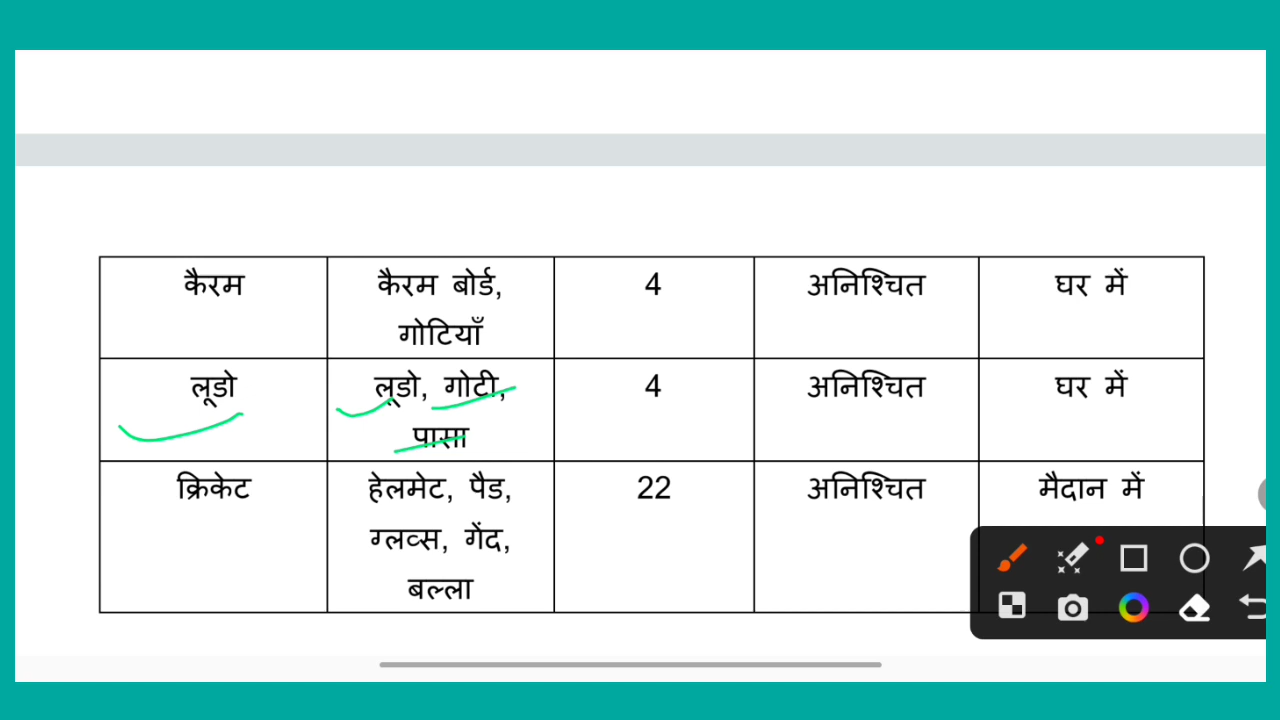 कैरम
कैरम बोर्ड,
गोटियाँ
4
अनिश्चित
घर में
लूडो
लूडो, गोटी,
पासा
4
अनिश्चित
घर में
क्रिकेट
हेलमेट, पैड,
ग्लव्स, गेंद,
बल्ला
22
अनिश्चित
मैदान में